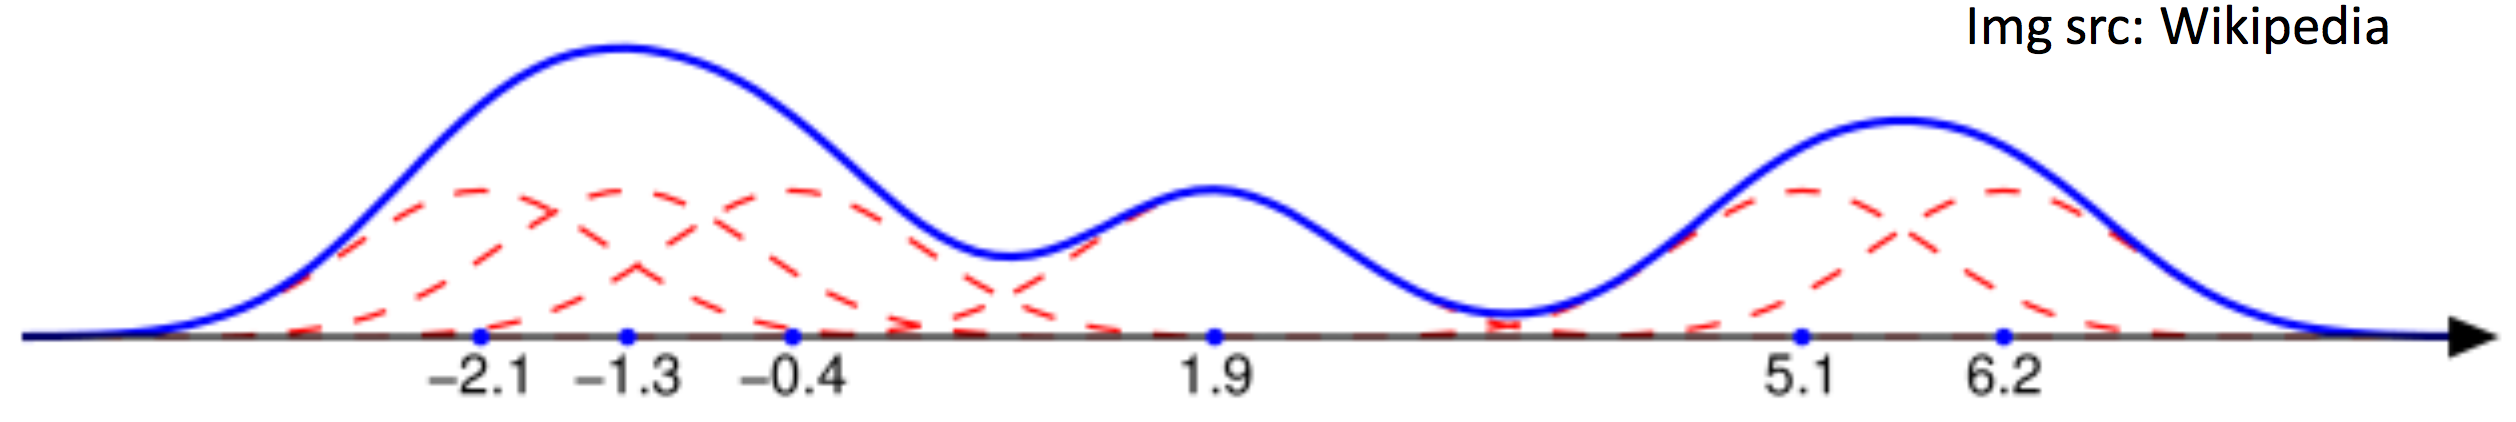 Img src: Wikipedia
−2.1 −1.3 −0.4 1.9 5.1 6.2